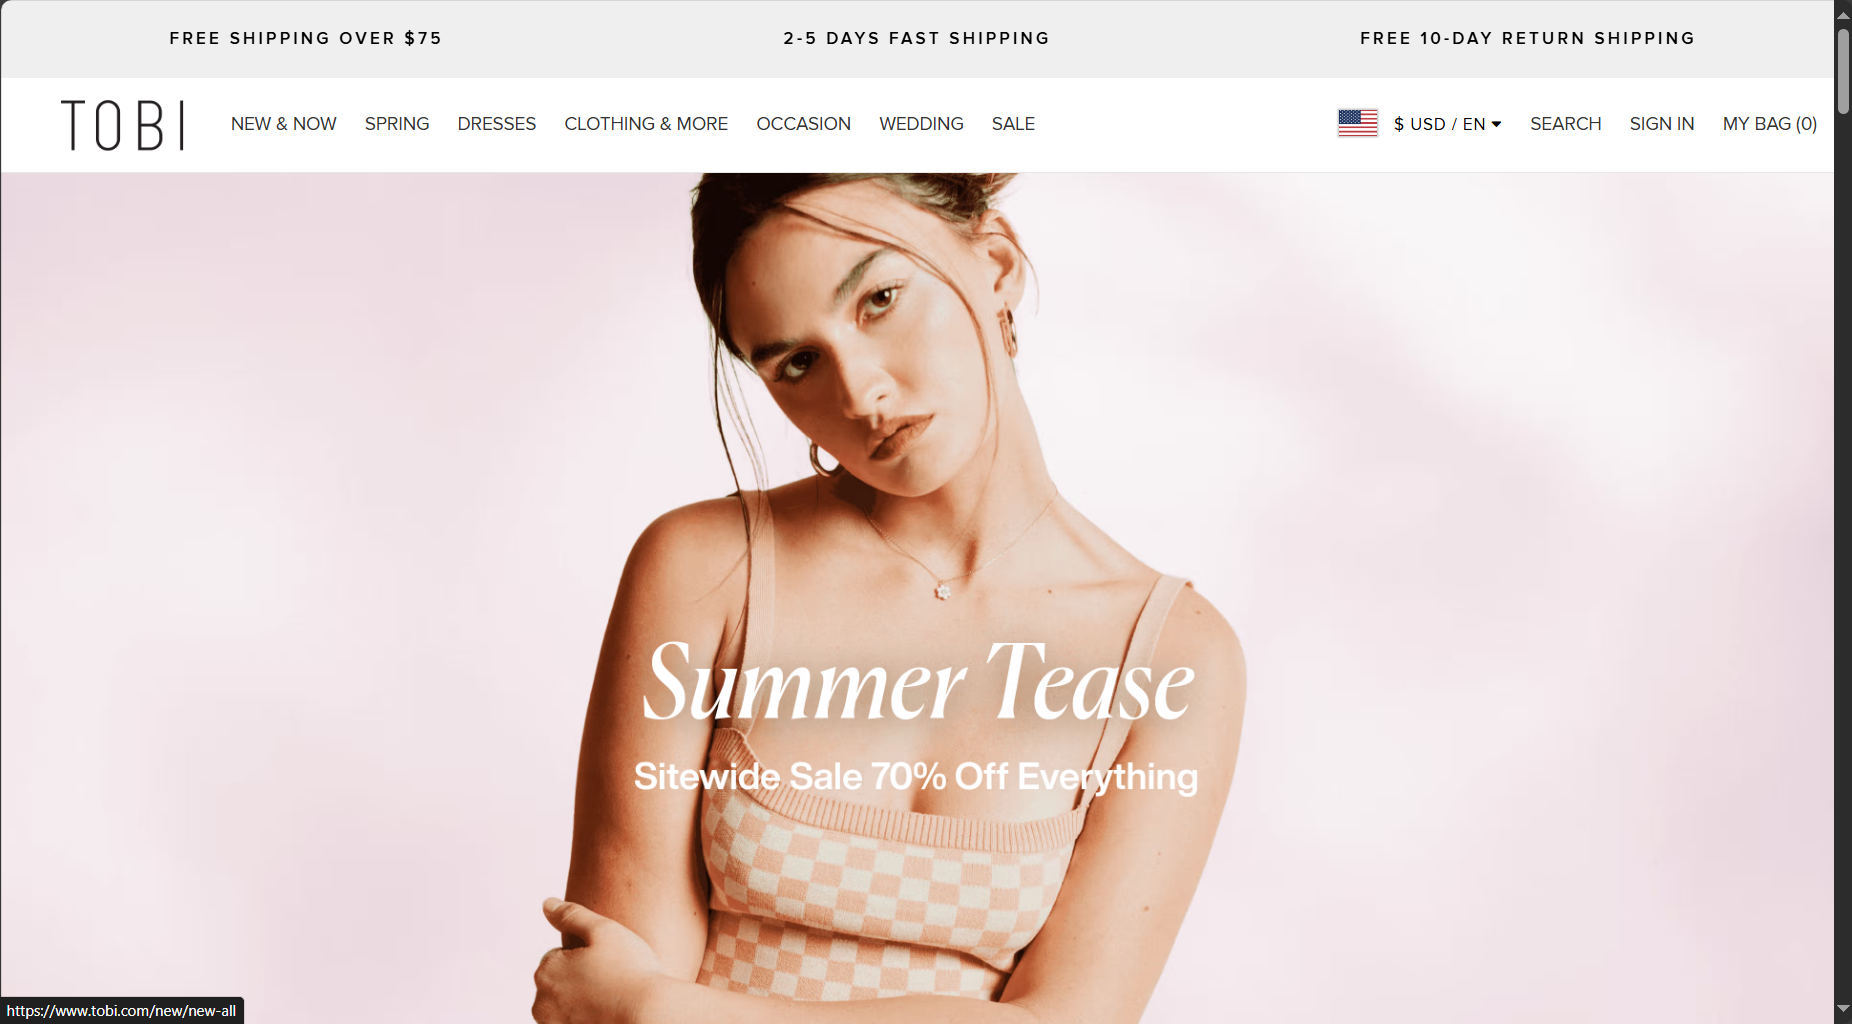 FREE SHIPPING OVER $75
2-5 DAYS FAST SHIPPING
FREE 10-DAY RETURN SHIPPING
TOBI
NEW & NOW
SPRING
DRESSES
CLOTHING & MORE
OCCASION
WEDDING
SALE
$ USD / EN
SEARCH
SIGN IN
MY BAG (0)
Summer Tease
Sitewide Sale 70% Off Everything
https://www.tobi.com/new/new-all